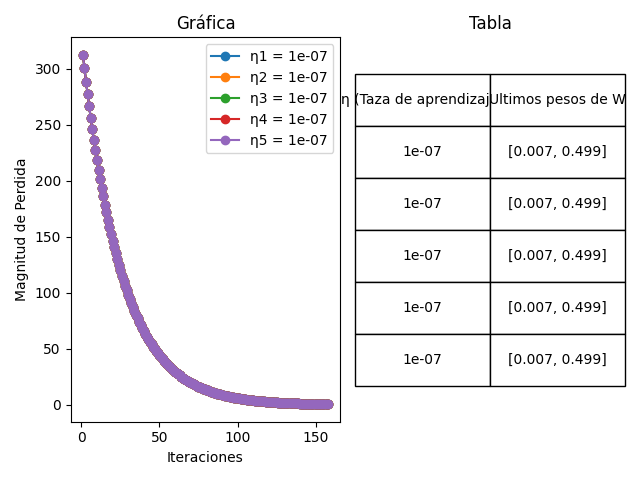 Gráfica
300
250
200
150
100
50
0
Magnitud de Perdida
0
50
100
150
Iteraciones
η1 = 1e-07
η2 = 1e-07
η3 = 1e-07
η4 = 1e-07
η5 = 1e-07
Tabla
η (Taza de aprendizaj Ultimos pesos de W
1e-07 [0.007, 0.499]
1e-07 [0.007, 0.499]
1e-07 [0.007, 0.499]
1e-07 [0.007, 0.499]
1e-07 [0.007, 0.499]